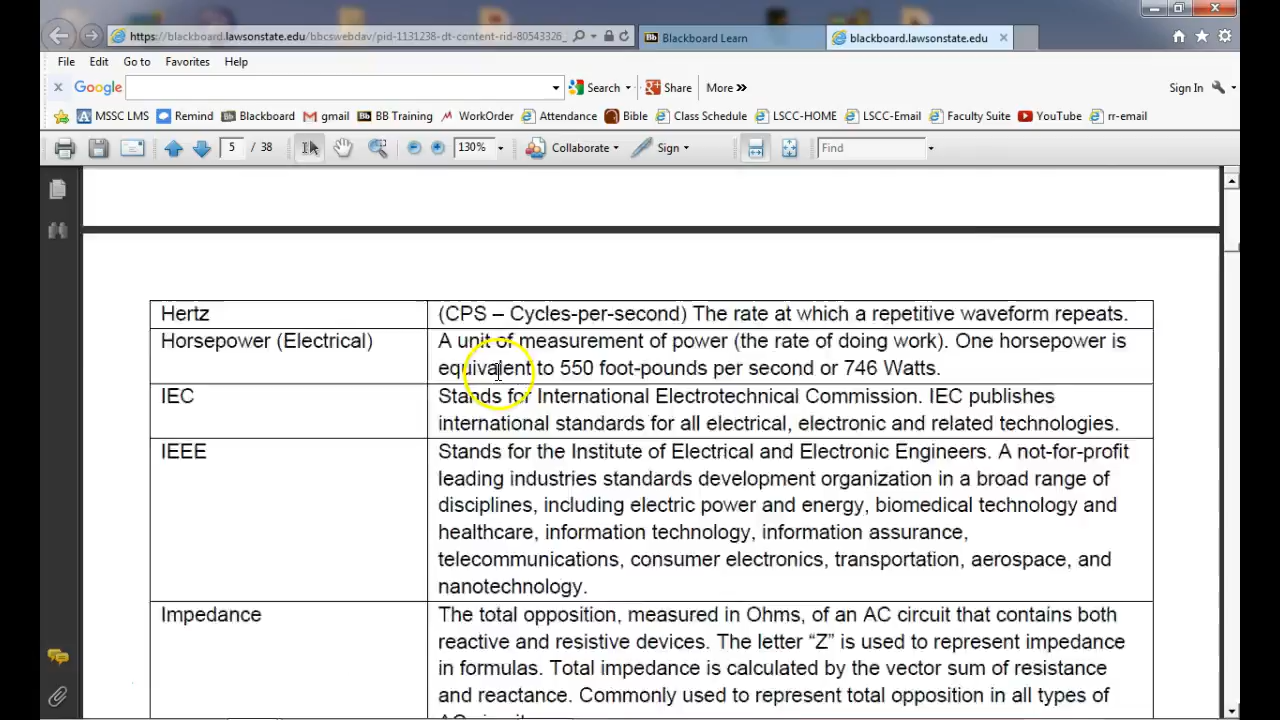 https://blackboard.lawsonstate.edu/bbcswebdav/pid-1131238-dt-content-rid-80543326_
Blackboard Learn
blackboard.lawsonstate.edu
File Edit Go to Favorites Help
Google Search Share More » Sign In
MSSC LMS Remind Blackboard gmail BB Training WorkOrder Attendance Bible Class Schedule LSCC-HOME LSCC-Email Faculty Suite YouTube rr-email
5 / 38 130% Collaborate Sign Find
Hertz
(CPS – Cycles-per-second) The rate at which a repetitive waveform repeats.
Horsepower (Electrical)
A unit of measurement of power (the rate of doing work). One horsepower is
equivalent to 550 foot-pounds per second or 746 Watts.
IEC
Stands for International Electrotechnical Commission. IEC publishes
international standards for all electrical, electronic and related technologies.
IEEE
Stands for the Institute of Electrical and Electronic Engineers. A not-for-profit
leading industries standards development organization in a broad range of
disciplines, including electric power and energy, biomedical technology and
healthcare, information technology, information assurance,
telecommunications, consumer electronics, transportation, aerospace, and
nanotechnology.
Impedance
The total opposition, measured in Ohms, of an AC circuit that contains both
reactive and resistive devices. The letter “Z” is used to represent impedance
in formulas. Total impedance is calculated by the vector sum of resistance
and reactance. Commonly used to represent total opposition in all types of